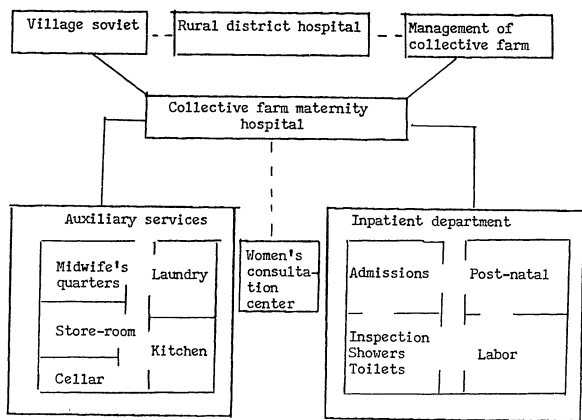 Village soviet
Rural district hospital
Management of
collective farm
Collective farm maternity
hospital
Auxiliary services
Midwife's
quarters
Laundry
Store-room
Kitchen
Cellar
Women's
consulta-
tion
center
Inpatient department
Admissions
Post-natal
Inspection
Showers
Toilets
Labor